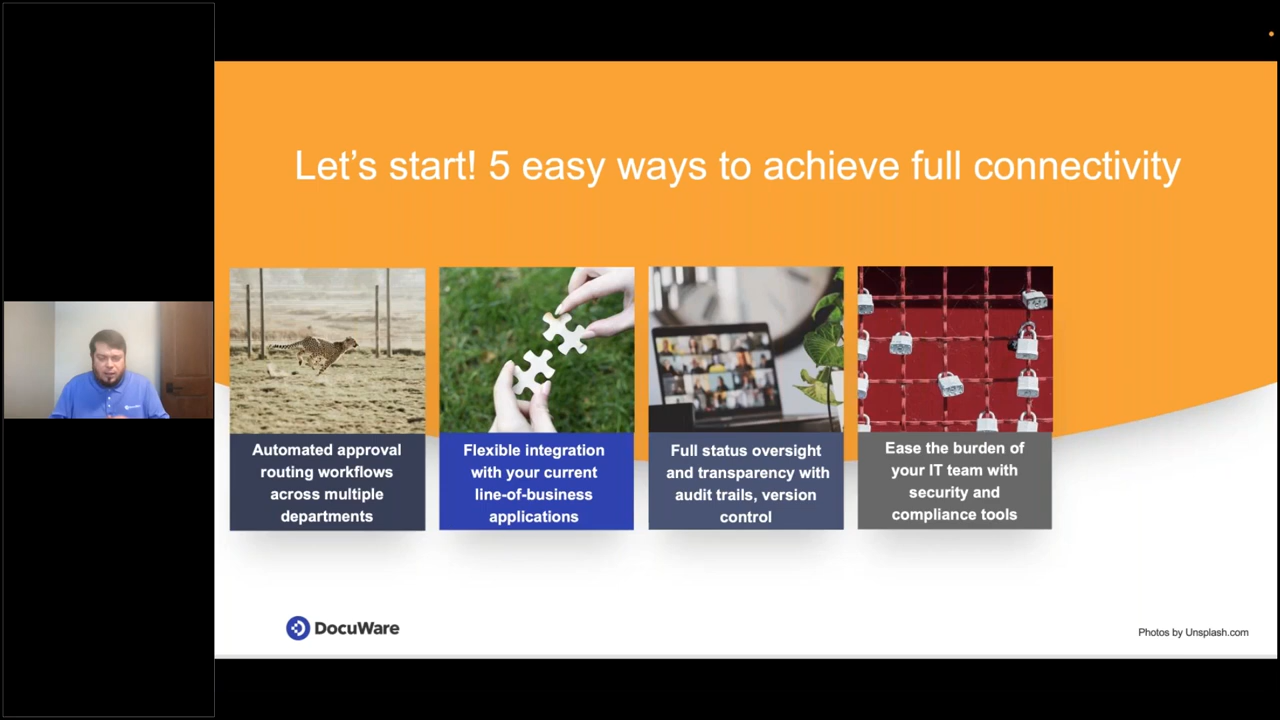 Let's start! 5 easy ways to achieve full connectivity
Automated approval
routing workflows
across multiple
departments
Flexible integration
with your current
line-of-business
applications
Full status oversight
and transparency with
audit trails, version
control
Ease the burden of
your IT team with
security and
compliance tools
DocuWare
Photos by Unsplash.com